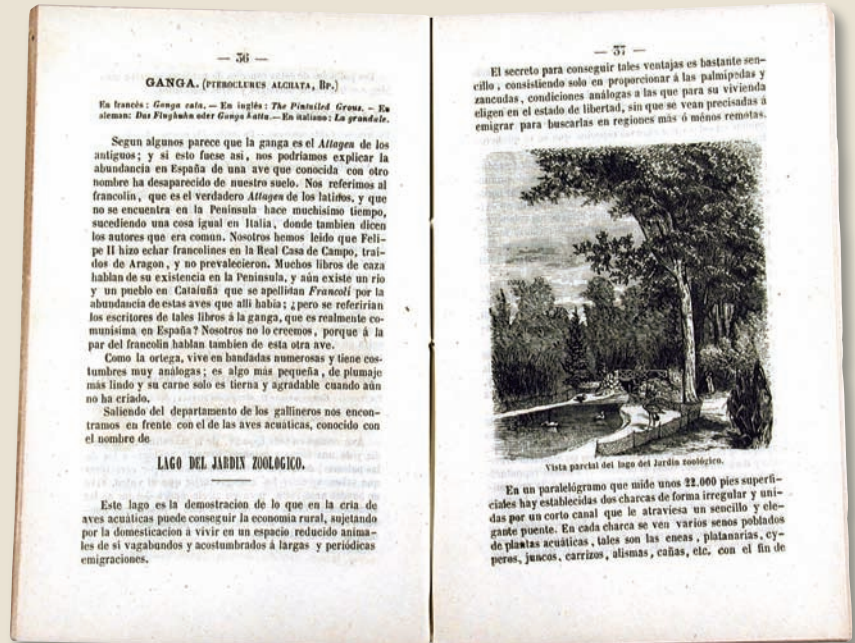 — 36 —
GANGA. (PTEROCLURUS ALCHATA, Bp.)
En francés: Ganga cata. — En inglés: The Pintailed Grous. — En
aleman: Das Flughuhn oder Ganga katta. — En italiano: La grandule.
Segun algunos parece que la ganga es el Attagen de los
antiguos; y si esto fuese asi, nos podriamos explicar la
abundancia en España de una ave que conocida con otro
nombre ha desaparecido de nuestro suelo. Nos referimos al
francolin, que es el verdadero Attagen de los latinos, y que
no se encuentra en la Península hace muchísimo tiempo,
sucediendo una cosa igual en Italia, donde tambien dicen
los autores que era comun. Nosotros hemos leido que Feli-
pe II hizo echar francolines en la Real Casa de Campo, trai-
dos de Aragon, y no prevalecieron. Muchos libros de caza
hablan de su existencia en la Península, y aún existe un rio
y un pueblo en Cataluña que se apellidan Francolí por la
abundancia de estas aves que allí habia; ¿pero se referirian
los escritores de tales libros á la ganga, que es realmente co-
munísima en España? Nosotros no lo creemos, porque á la
par del francolin hablan tambien de esta otra ave.
Como la ortega, vive en bandadas numerosas y tiene cos-
tumbres muy análogas; es algo más pequeña, de plumaje
más lindo y su carne solo es tierna y agradable cuando aún
no ha criado.
Saliendo del departamento de los gallineros nos encon-
tramos en frente con el de las aves acuáticas, conocido con
el nombre de
LAGO DEL JARDIN ZOOLOGICO.
Este lago es la demostracion de lo que en la cria de
aves acuáticas puede conseguir la economía rural, sujetando
por la domesticacion á vivir en un espacio reducido anima-
les de si vagabundos y acostumbrados á largas y periódicas
emigraciones.
— 37 —
El secreto para conseguir tales ventajas es bastante sen-
cillo, consistiendo solo en proporcionar á las palmípedas y
zancudas, condiciones análogas a las que para su vivienda
eligen en el estado de libertad, sin que se vean precisadas á
emigrar para buscarlas en regiones más ó ménos remotas.
Vista parcial del lago del Jardin zoológico.
En un paralelógramo que mide unos 22.000 pies superfi-
ciales hay establecidas dos charcas de forma irregular y uni-
das por un corto canal que le atraviesa un sencillo y ele-
gante puente. En cada charca se ven varios senos poblados
de plantas acuáticas, tales son las eneas, platanarias, cy-
peros, juncos, carrizos, alismas, cañas, etc. con el fin de